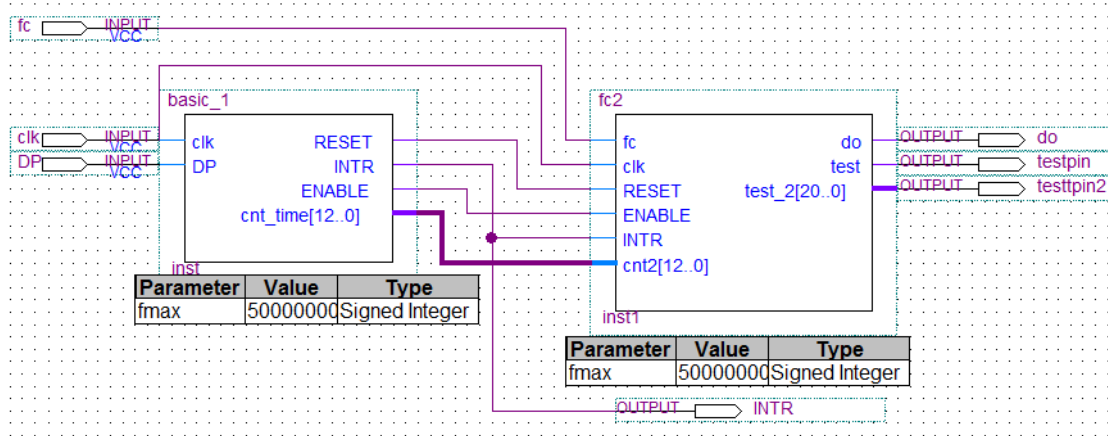 fc INPUT VCC
basic_1
fc2
clk INPUT VCC
DP INPUT VCC
clk RESET
DP INTR
ENABLE
cnt_time[12..0]
inst
fc do
clk test
RESET test_2[20..0]
ENABLE
INTR
cnt2[12..0]
inst1
OUTPUT do
OUTPUT testpin
OUTPUT testtpin2
Parameter Value Type
fmax 50000000 Signed Integer
Parameter Value Type
fmax 50000000 Signed Integer
OUTPUT INTR